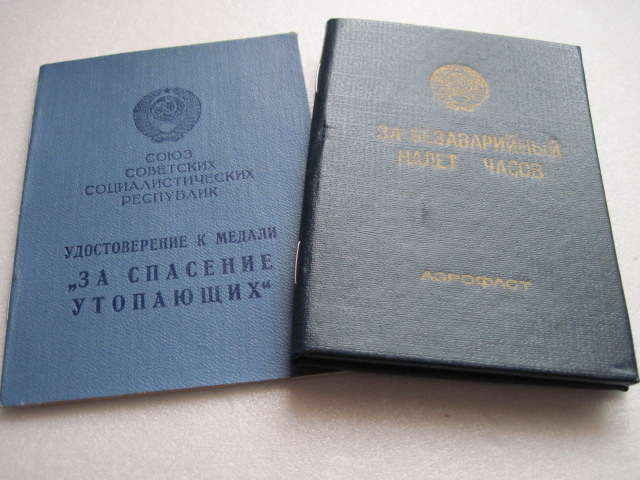 СОЮЗ
СОВЕТСКИХ
СОЦИАЛИСТИЧЕСКИХ
РЕСПУБЛИК
УДОСТОВЕРЕНИЕ К МЕДАЛИ
„ЗА СПАСЕНИЕ
УТОПАЮЩИХ“
ЗА БЕЗАВАРИЙНЫЙ
НАЛЕТ ЧАСОВ
АЭРОФЛОТ